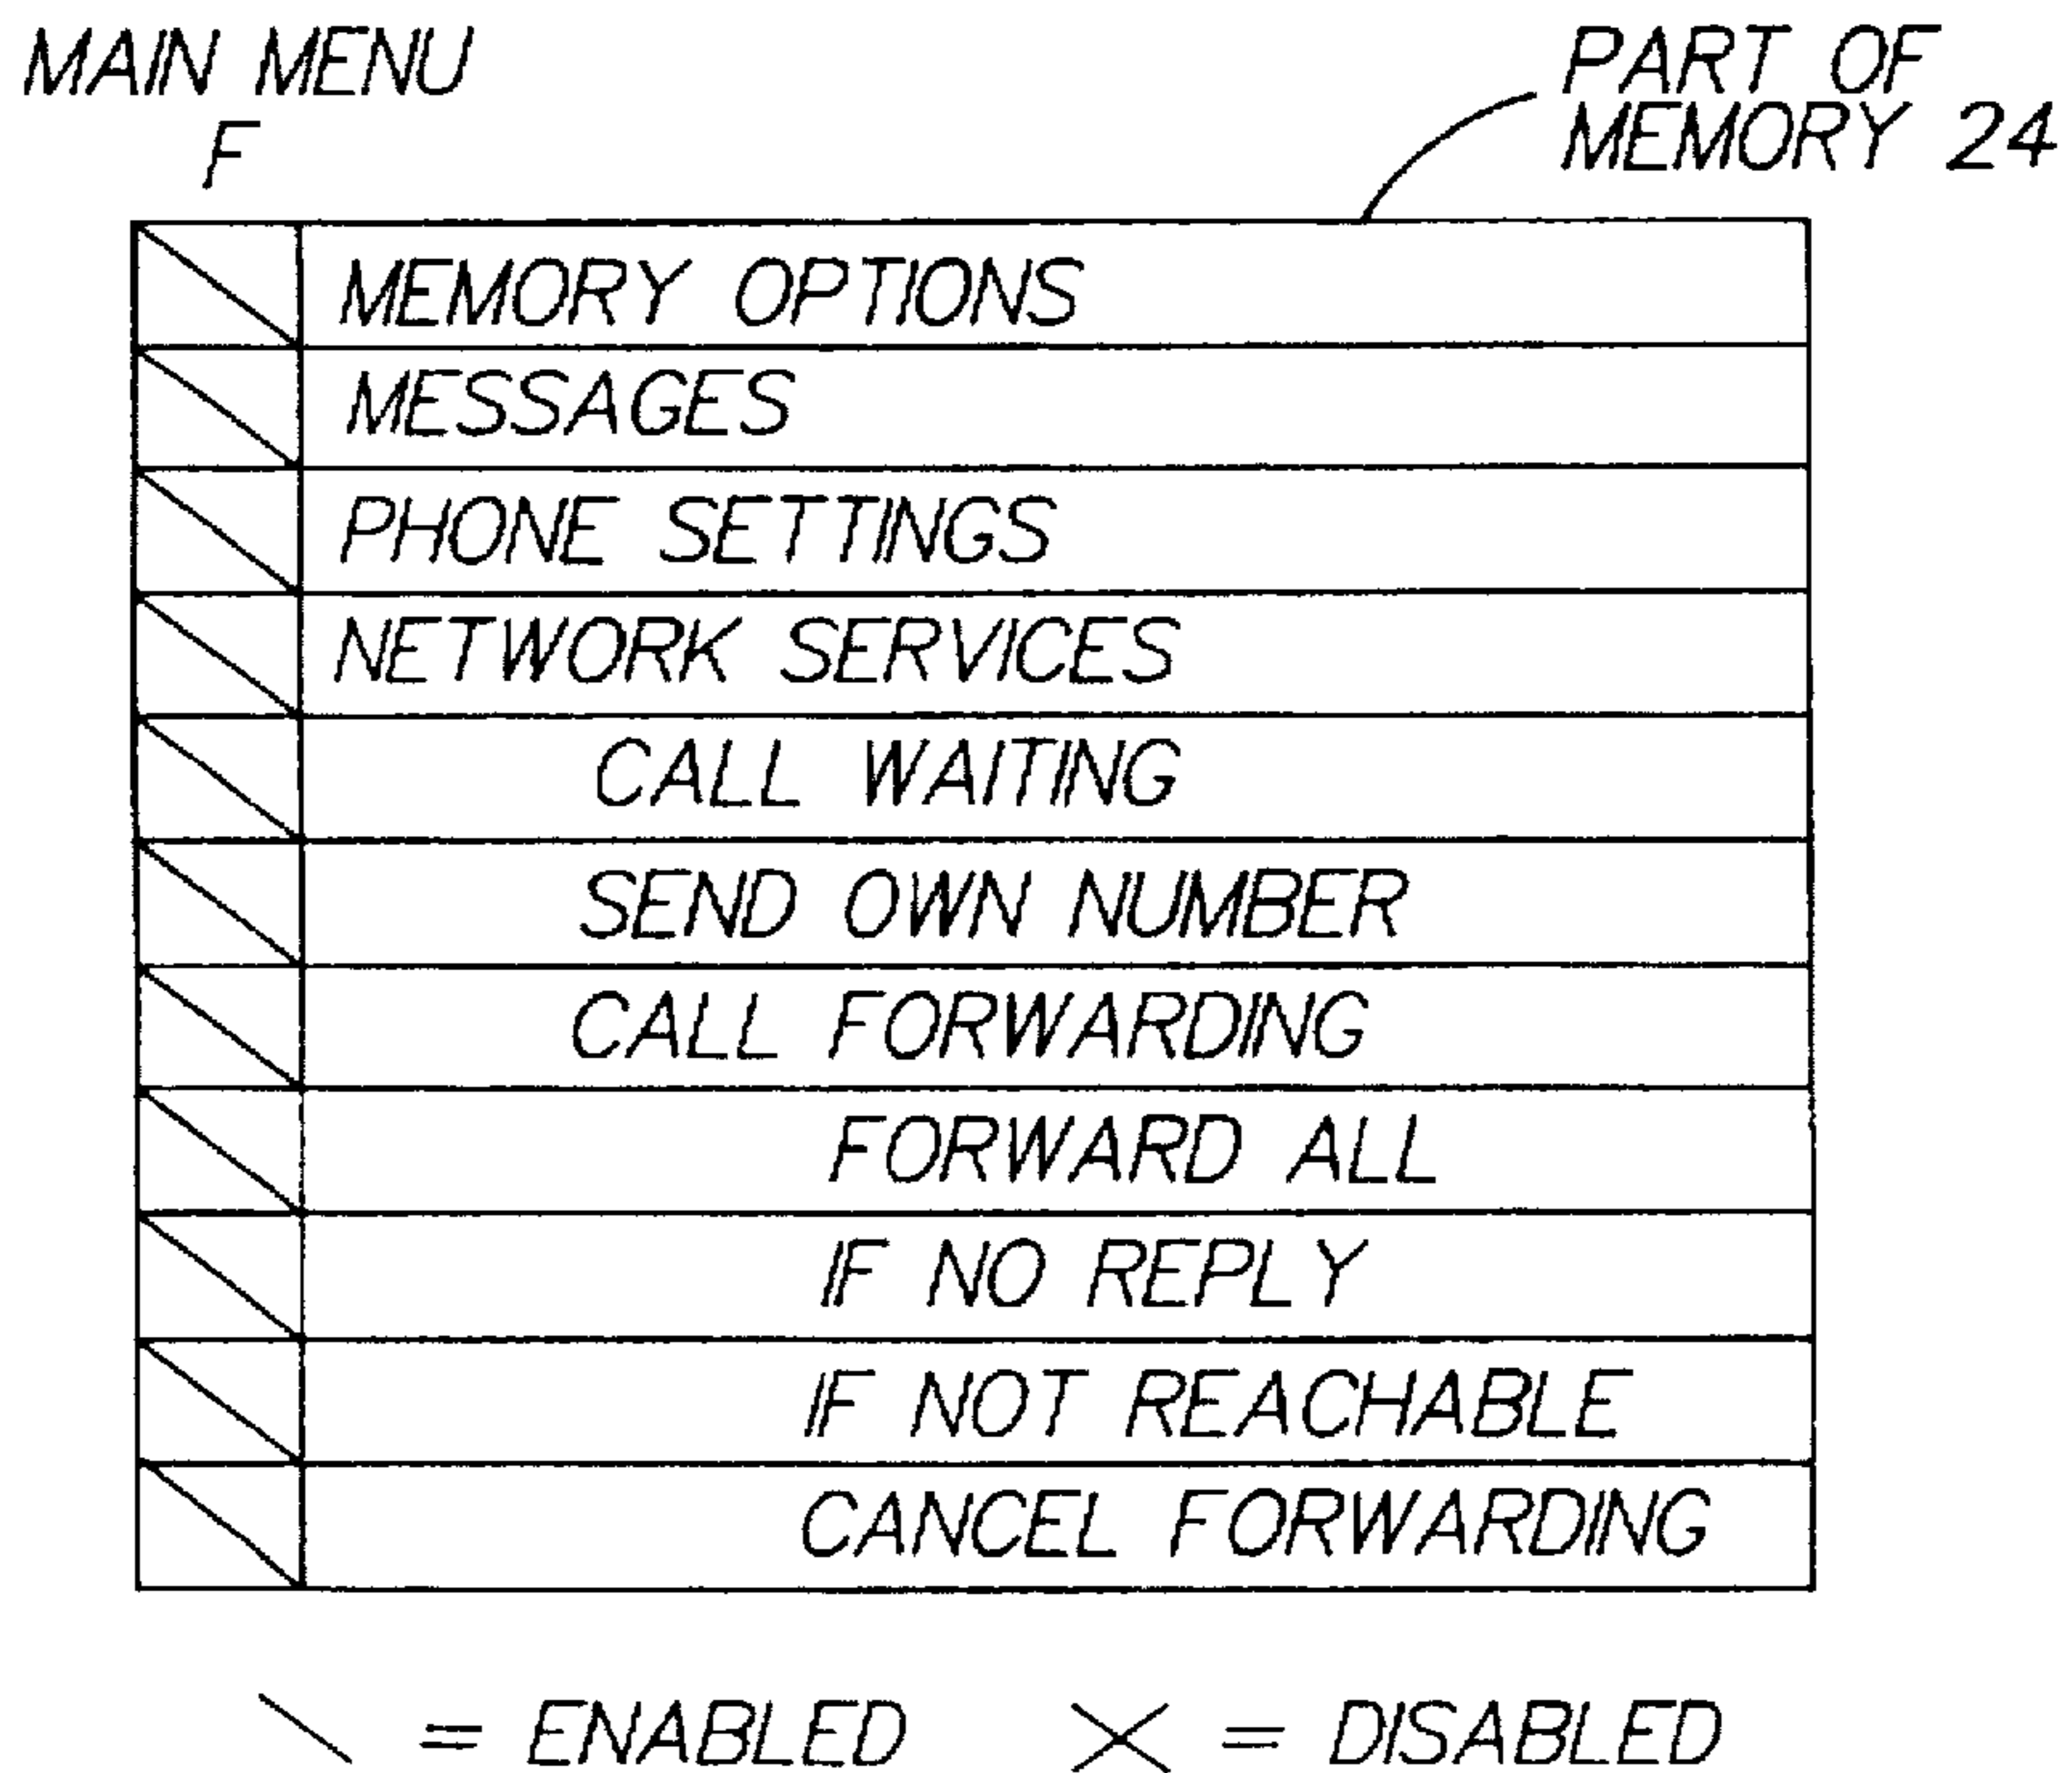 MAIN MENU
F
PART OF
MEMORY 24
MEMORY OPTIONS
MESSAGES
PHONE SETTINGS
NETWORK SERVICES
CALL WAITING
SEND OWN NUMBER
CALL FORWARDING
FORWARD ALL
IF NO REPLY
IF NOT REACHABLE
CANCEL FORWARDING
\ = ENABLED X = DISABLED